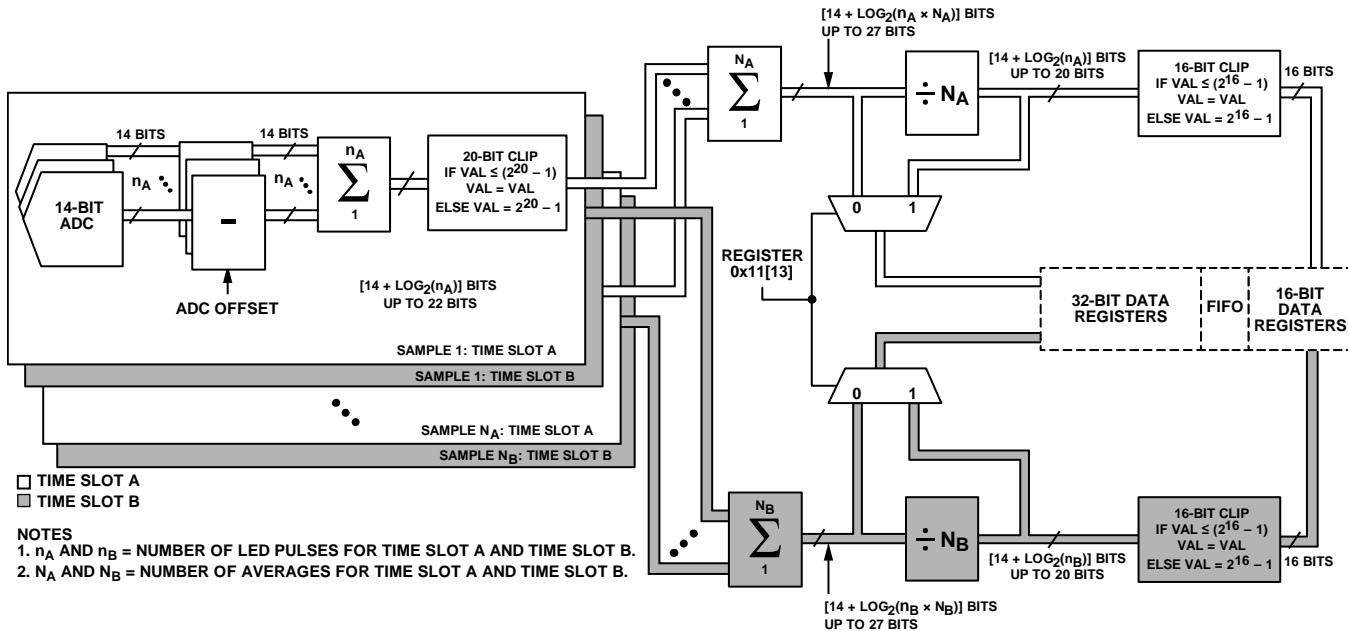 [14 + LOG2(nA × NA)] BITS
UP TO 27 BITS
14 BITS
14 BITS
nA
nA
14-BIT
ADC
–
ADC OFFSET
nA
Σ
1
20-BIT CLIP
IF VAL ≤ (2^20 – 1)
VAL = VAL
ELSE VAL = 2^20 – 1
[14 + LOG2(nA)] BITS
UP TO 22 BITS
SAMPLE 1: TIME SLOT A
SAMPLE 1: TIME SLOT B
SAMPLE NA: TIME SLOT A
SAMPLE NB: TIME SLOT B
NA
Σ
1
÷ NA
[14 + LOG2(nA)] BITS
UP TO 20 BITS
16-BIT CLIP
IF VAL ≤ (2^16 – 1)
VAL = VAL
ELSE VAL = 2^16 – 1
16 BITS
0 1
REGISTER
0x11[13]
32-BIT DATA
REGISTERS
FIFO
16-BIT
DATA
REGISTERS
0 1
NB
Σ
1
÷ NB
[14 + LOG2(nB)] BITS
UP TO 20 BITS
16-BIT CLIP
IF VAL ≤ (2^16 – 1)
VAL = VAL
ELSE VAL = 2^16 – 1
16 BITS
[14 + LOG2(nB × NB)] BITS
UP TO 27 BITS
TIME SLOT A
TIME SLOT B
NOTES
1. nA AND nB = NUMBER OF LED PULSES FOR TIME SLOT A AND TIME SLOT B.
2. NA AND NB = NUMBER OF AVERAGES FOR TIME SLOT A AND TIME SLOT B.